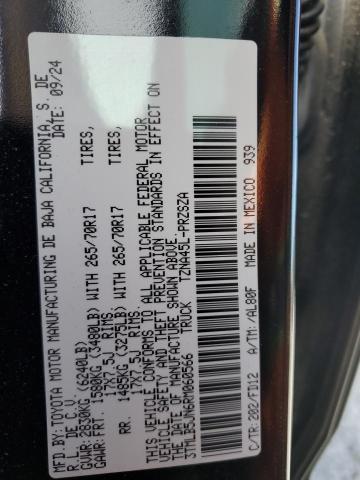 MFD.BY: TOYOTA MOTOR MANUFACTURING DE BAJA CALIFORNIA S. DE
R.L. DE C.V. DATE: 09/24
GVWR: 2830KG (6240LB)
GAWR: FRT. 1580KG (3480LB) WITH 265/70R17 TIRES,
17X7.5J RIMS.
RR. 1485KG (3275LB) WITH 265/70R17 TIRES,
17X7.5J RIMS.
THIS VEHICLE CONFORMS TO ALL APPLICABLE FEDERAL MOTOR
VEHICLE SAFETY AND THEFT PREVENTION STANDARDS IN EFFECT ON
THE DATE OF MANUFACTURE SHOWN ABOVE.
3TMLB5JN6RM060566 TRUCK TZNA45L-PRZSZA
C/TR: 202/FD12 A/TM: /AL80F MADE IN MEXICO 939